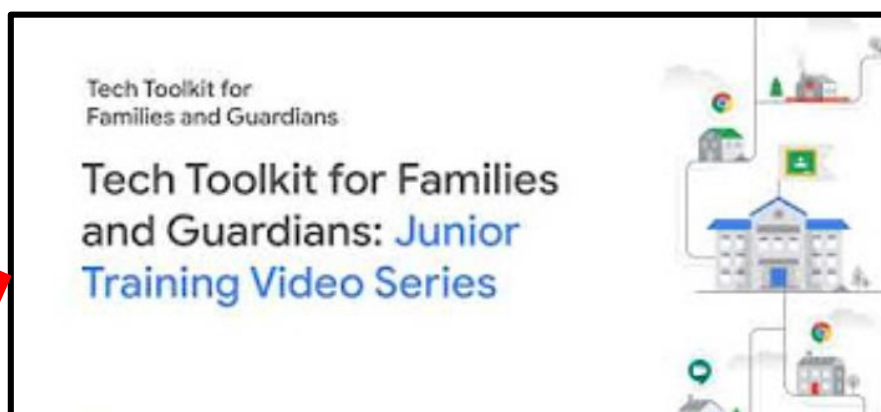 Tech Toolkit for
Families and Guardians
Tech Toolkit for Families
and Guardians: Junior
Training Video Series